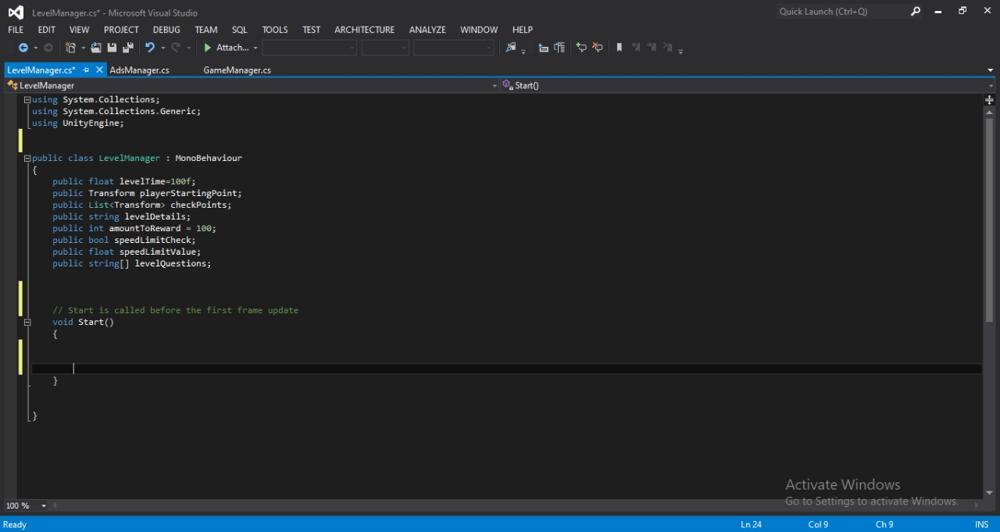 LevelManager.cs* - Microsoft Visual Studio
Quick Launch (Ctrl+Q)
FILE EDIT VIEW PROJECT DEBUG TEAM SQL TOOLS TEST ARCHITECTURE ANALYZE WINDOW HELP
Attach...
LevelManager.cs* AdsManager.cs GameManager.cs
LevelManager Start()
using System.Collections;
using System.Collections.Generic;
using UnityEngine;
public class LevelManager : MonoBehaviour
{
public float levelTime=100f;
public Transform playerStartingPoint;
public List<Transform> checkPoints;
public string levelDetails;
public int amountToReward = 100;
public bool speedLimitCheck;
public float speedLimitValue;
public string[] levelQuestions;
// Start is called before the first frame update
void Start()
{
}
}
Activate Windows
Go to Settings to activate Windows.
100 %
Ready Ln 24 Col 9 Ch 9 INS